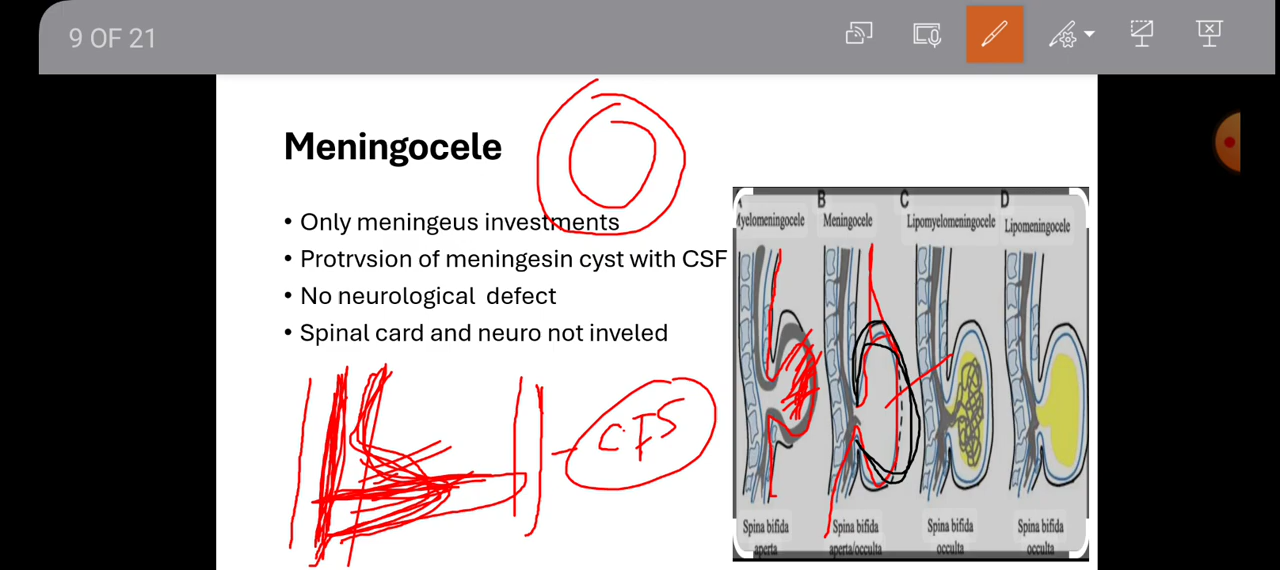 9 OF 21
Meningocele
• Only meningeus investments
• Protrvsion of meningesin cyst with CSF
• No neurological defect
• Spinal card and neuro not inveled
CFS
A B C D
Myelomeningocele Meningocele Lipomyelomeningocele Lipomeningocele
Spina bifida aperta
Spina bifida aperta/occulta
Spina bifida occulta
Spina bifida occulta